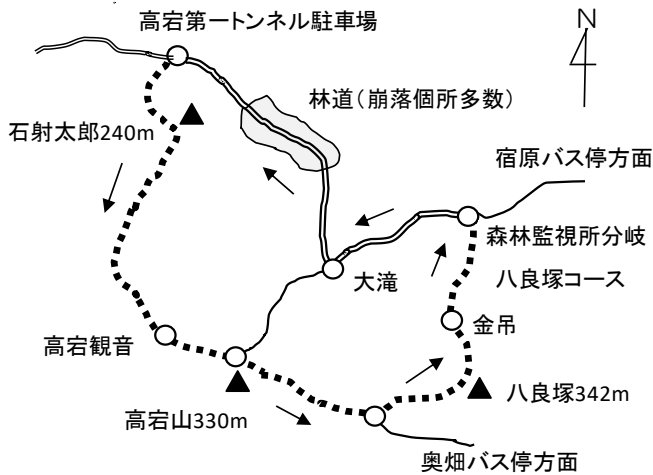 高宕第一トンネル駐車場
N
林道(崩落個所多数)
石射太郎240m
宿原バス停方面
森林監視所分岐
大滝
八良塚コース
金吊
高宕観音
八良塚342m
高宕山330m
奥畑バス停方面